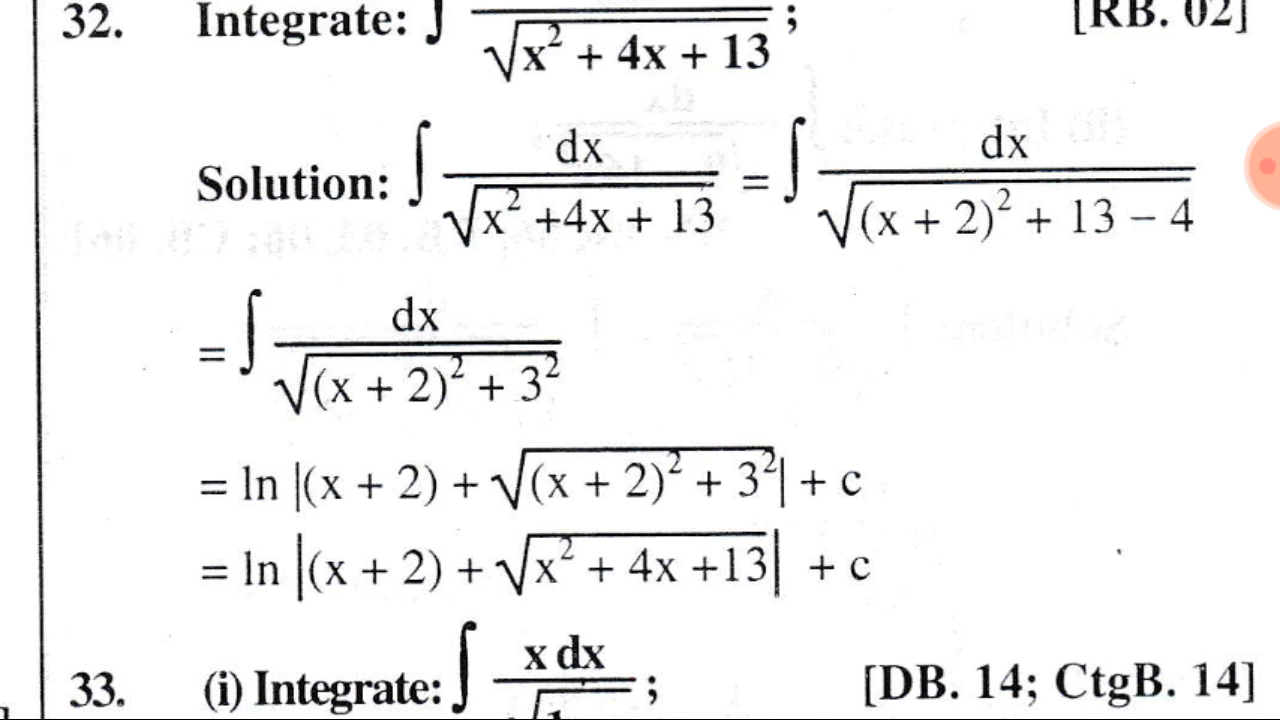 32. Integrate: ∫ / √(x² + 4x + 13) ; [RB. 02]
Solution: ∫ dx / √(x² +4x + 13) = ∫ dx / √((x + 2)² + 13 – 4)
= ∫ dx / √((x + 2)² + 3²)
= ln |(x + 2) + √((x + 2)² + 3²)| + c
= ln |(x + 2) + √(x² + 4x +13)| + c
33. (i) Integrate: ∫ x dx / √ ; [DB. 14; CtgB. 14]